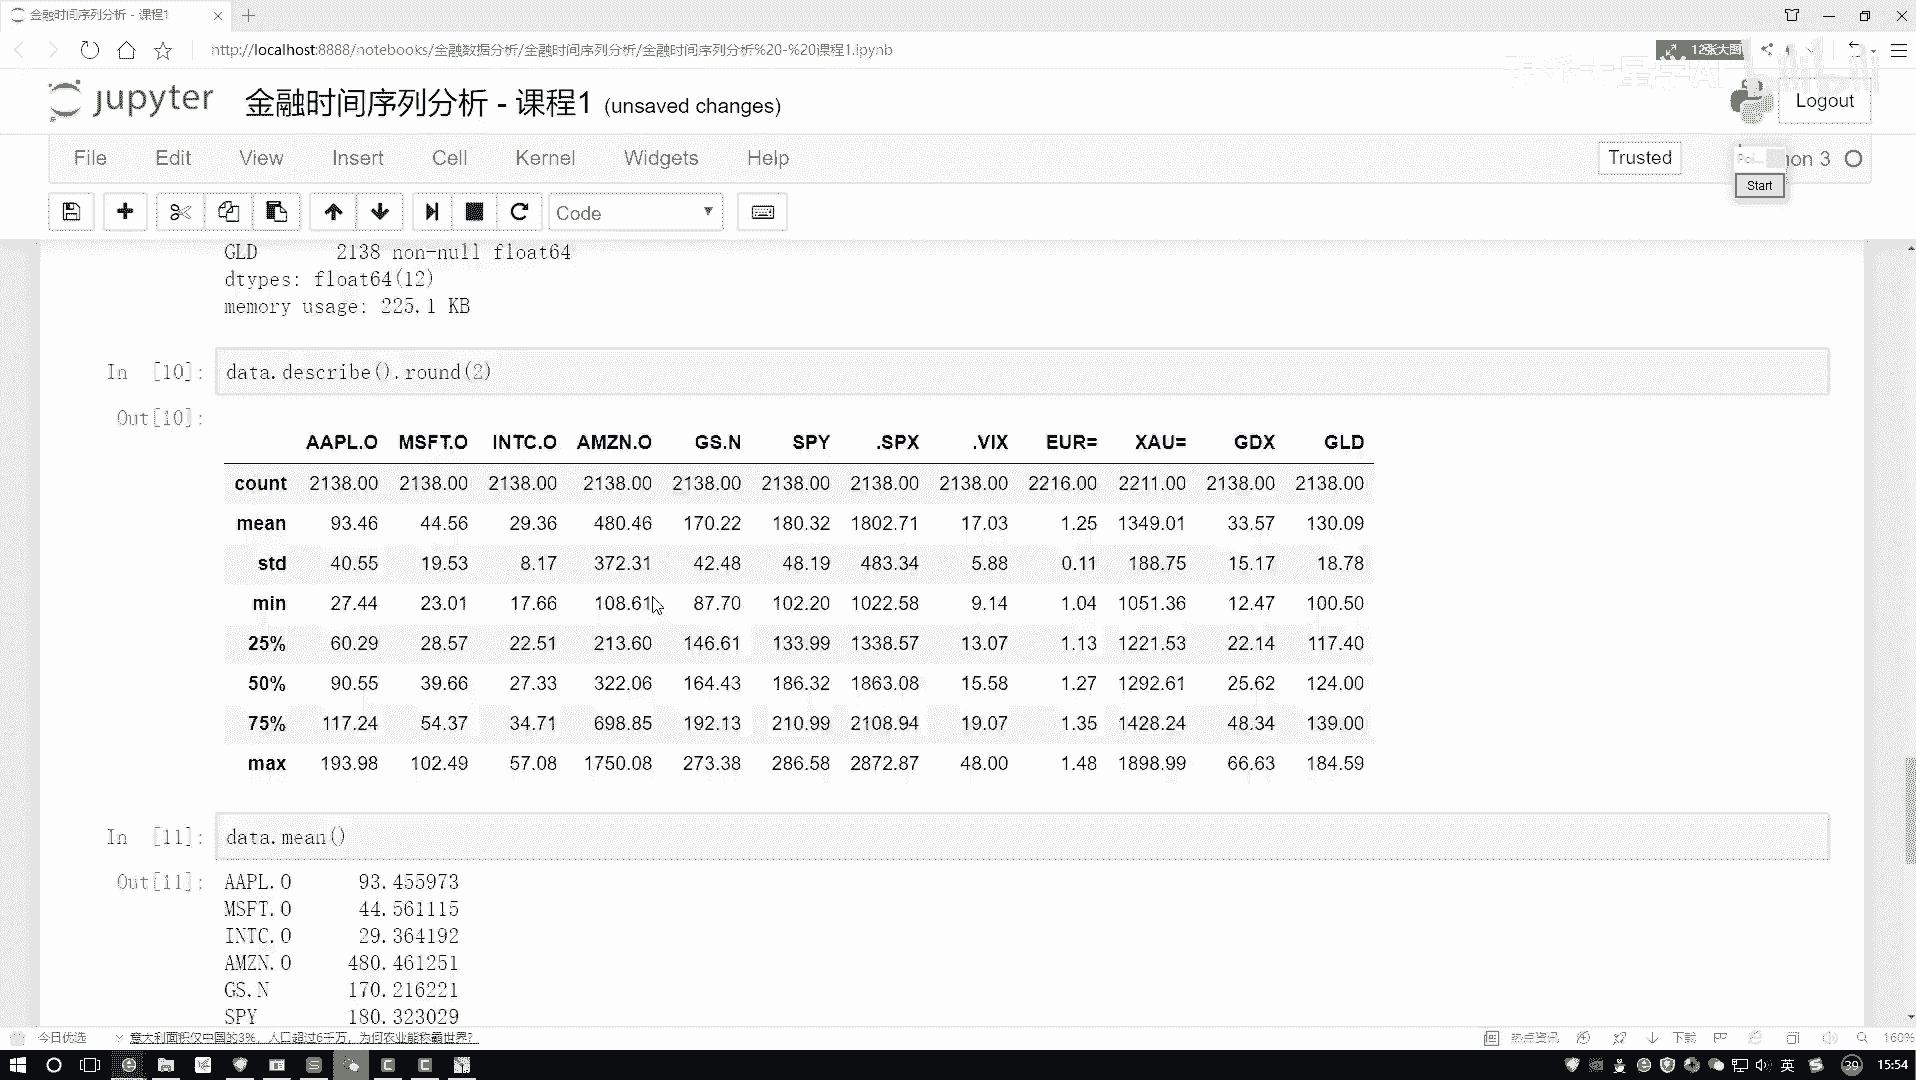 金融时间序列分析 - 课程1
http://localhost:8888/notebooks/金融数据分析/金融时间序列分析/金融时间序列分析%20-%20课程1.ipynb
12张大图
jupyter 金融时间序列分析 - 课程1 (unsaved changes)
Logout
File Edit View Insert Cell Kernel Widgets Help
Trusted
Start
Code
GLD 2138 non-null float64
dtypes: float64(12)
memory usage: 225.1 KB
In [10]: data.describe().round(2)
Out[10]:
AAPL.O MSFT.O INTC.O AMZN.O GS.N SPY .SPX .VIX EUR= XAU= GDX GLD
count 2138.00 2138.00 2138.00 2138.00 2138.00 2138.00 2138.00 2138.00 2216.00 2211.00 2138.00 2138.00
mean 93.46 44.56 29.36 480.46 170.22 180.32 1802.71 17.03 1.25 1349.01 33.57 130.09
std 40.55 19.53 8.17 372.31 42.48 48.19 483.34 5.88 0.11 188.75 15.17 18.78
min 27.44 23.01 17.66 108.61 87.70 102.20 1022.58 9.14 1.04 1051.36 12.47 100.50
25% 60.29 28.57 22.51 213.60 146.61 133.99 1338.57 13.07 1.13 1221.53 22.14 117.40
50% 90.55 39.66 27.33 322.06 164.43 186.32 1863.08 15.58 1.27 1292.61 25.62 124.00
75% 117.24 54.37 34.71 698.85 192.13 210.99 2108.94 19.07 1.35 1428.24 48.34 139.00
max 193.98 102.49 57.08 1750.08 273.38 286.58 2872.87 48.00 1.48 1898.99 66.63 184.59
In [11]: data.mean()
Out[11]: AAPL.O 93.455973
MSFT.O 44.561115
INTC.O 29.364192
AMZN.O 480.461251
GS.N 170.216221
SPY 180.323029
今日优选 意大利面积仅中国的3%，人口超过6千万，为何农业能称霸世界？
热点资讯 下载 160%
英 39 15:54